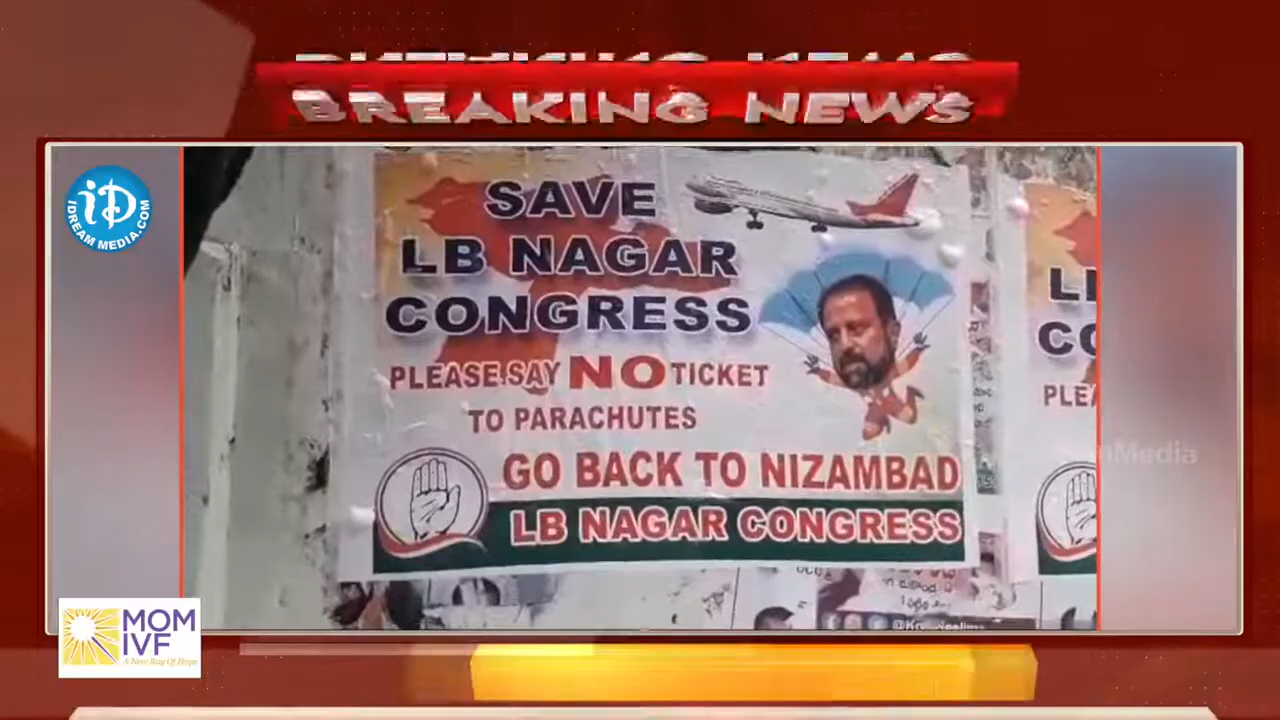 BREAKING NEWS
iD
IDREAM MEDIA.COM
SAVE
LB NAGAR
CONGRESS
PLEASE SAY NO TICKET
TO PARACHUTES
GO BACK TO NIZAMBAD
LB NAGAR CONGRESS
MOM
IVF
A New Ray Of Hope